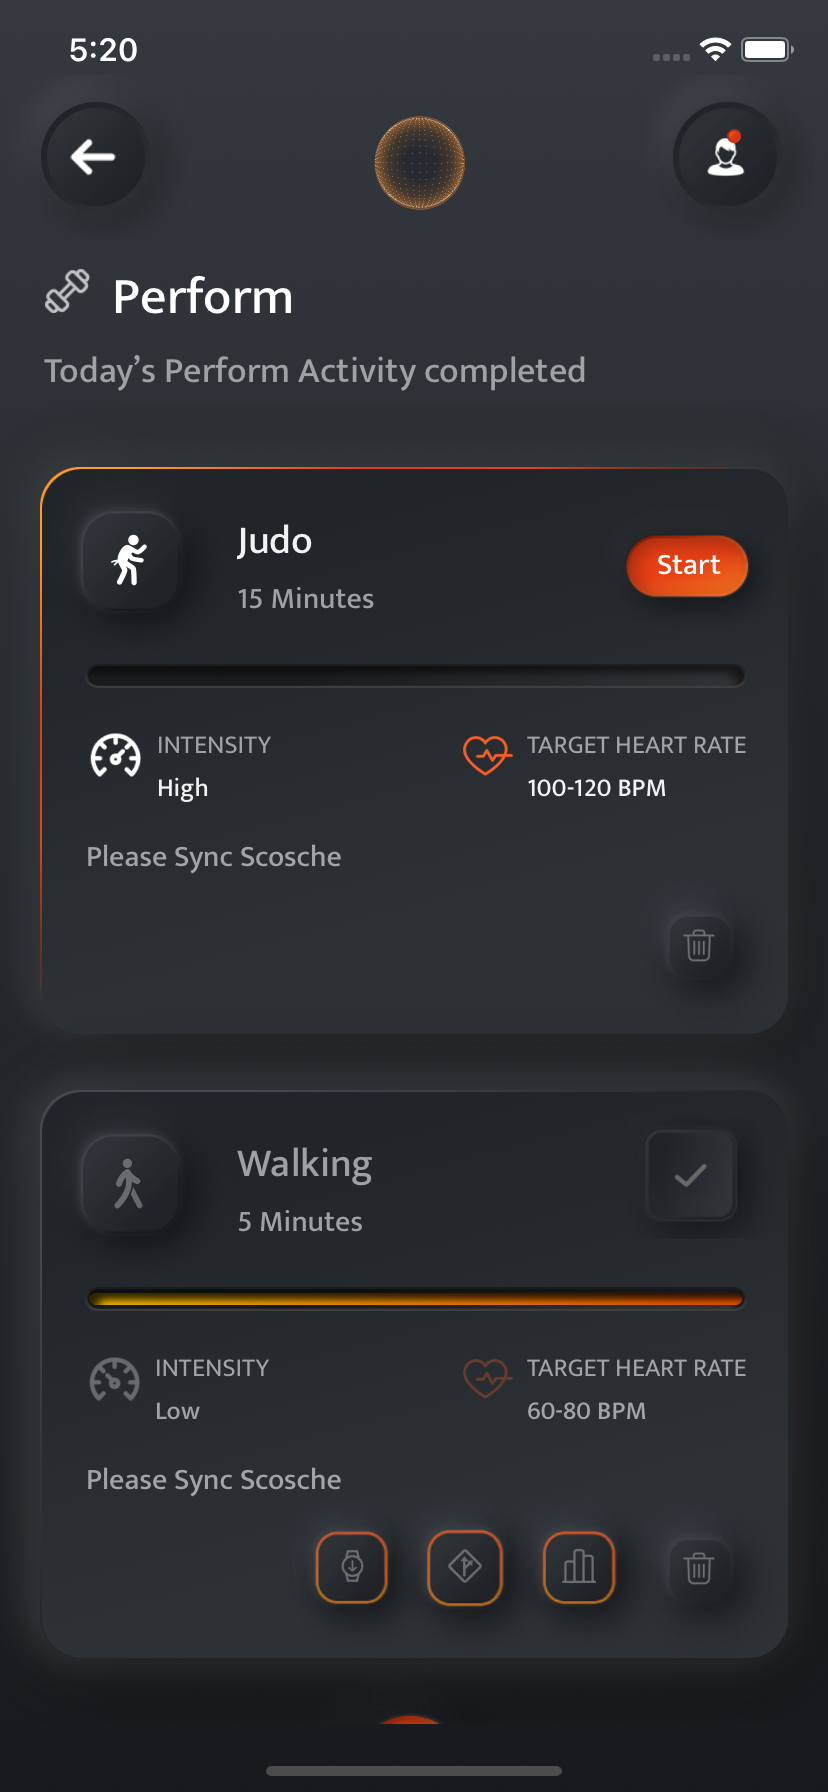 5:20
Perform
Today’s Perform Activity completed
Judo
15 Minutes
Start
INTENSITY
High
TARGET HEART RATE
100-120 BPM
Please Sync Scosche
Walking
5 Minutes
INTENSITY
Low
TARGET HEART RATE
60-80 BPM
Please Sync Scosche